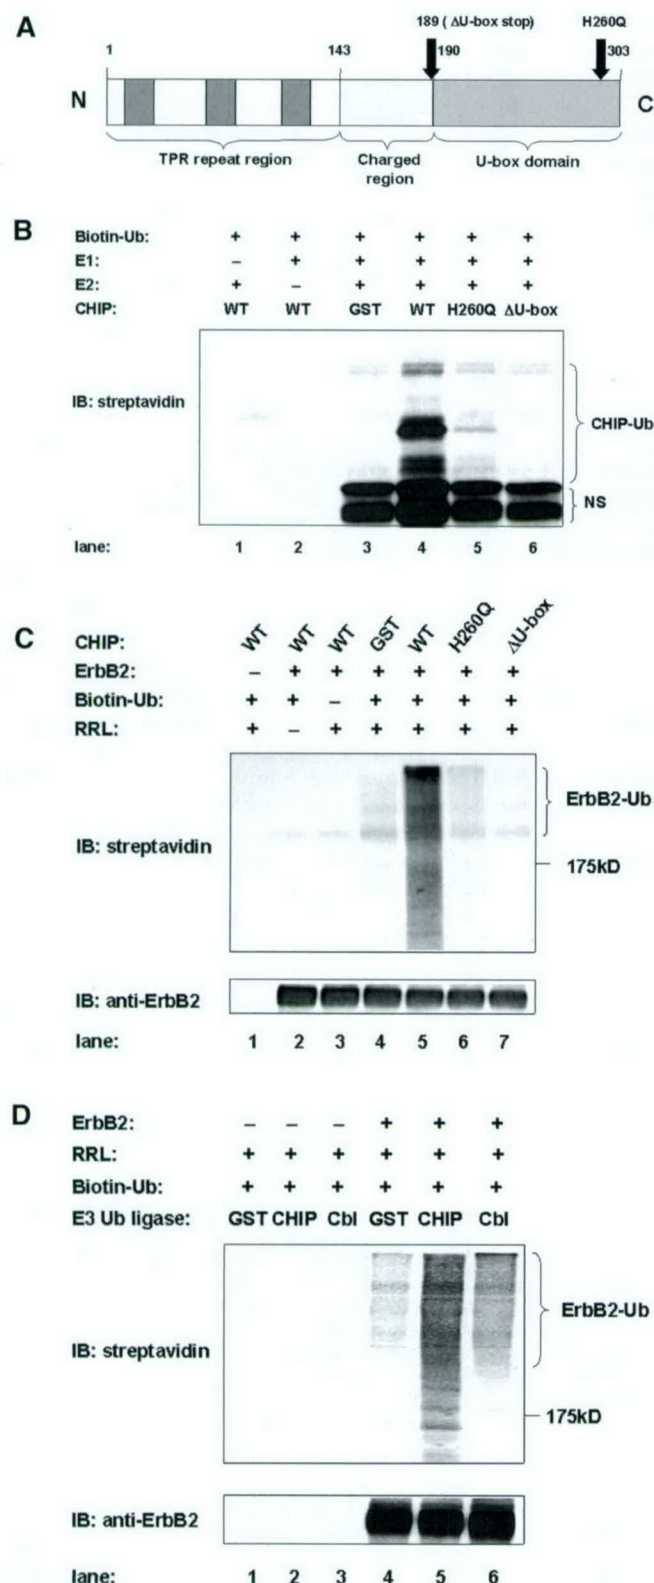 A
189 ( ΔU-box stop) H260Q
1 143 190 303
N C
TPR repeat region Charged region U-box domain
B
Biotin-Ub: + + + + + +
E1: – + + + + +
E2: + – + + + +
CHIP: WT WT GST WT H260Q ΔU-box
IB: streptavidin
CHIP-Ub
NS
lane: 1 2 3 4 5 6
C
CHIP: WT WT WT GST WT H260Q ΔU-box
ErbB2: – + + + + + +
Biotin-Ub: + + – + + + +
RRL: + – + + + + +
ErbB2-Ub
IB: streptavidin
175kD
IB: anti-ErbB2
lane: 1 2 3 4 5 6 7
D
ErbB2: – – – + + +
RRL: + + + + + +
Biotin-Ub: + + + + + +
E3 Ub ligase: GST CHIP Cbl GST CHIP Cbl
ErbB2-Ub
IB: streptavidin
175kD
IB: anti-ErbB2
lane: 1 2 3 4 5 6